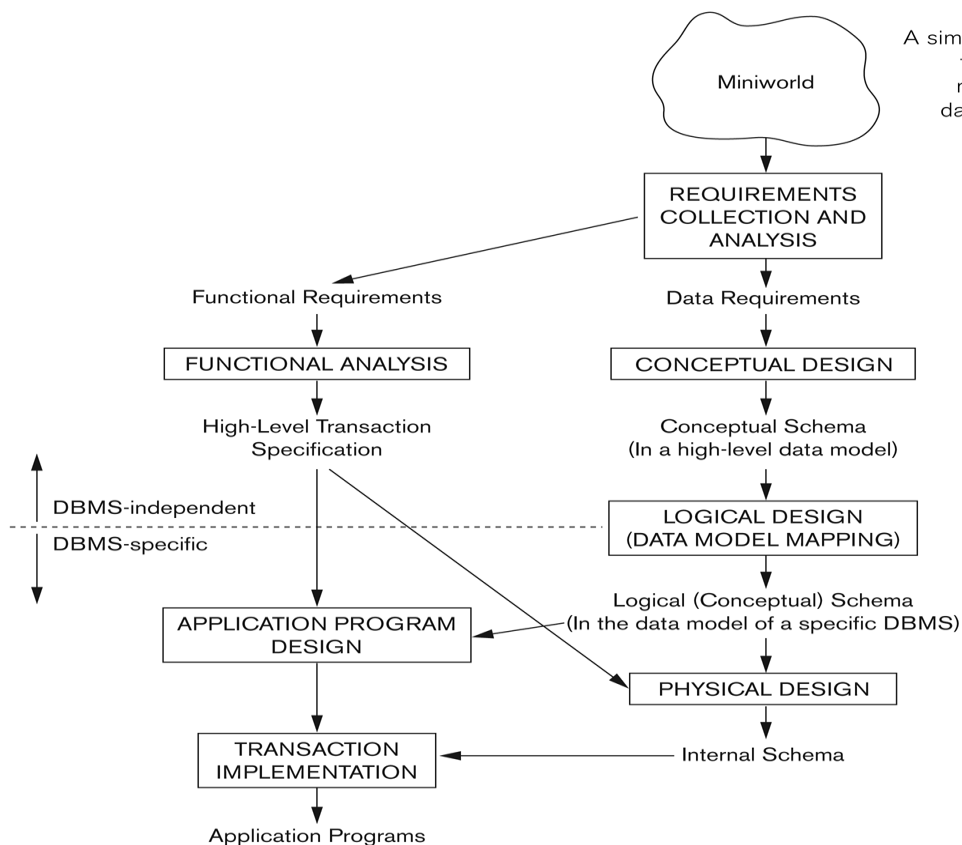 A sim
Miniworld
da
REQUIREMENTS
COLLECTION AND
ANALYSIS
Functional Requirements
Data Requirements
FUNCTIONAL ANALYSIS
CONCEPTUAL DESIGN
High-Level Transaction
Specification
Conceptual Schema
(In a high-level data model)
DBMS-independent
DBMS-specific
LOGICAL DESIGN
(DATA MODEL MAPPING)
Logical (Conceptual) Schema
(In the data model of a specific DBMS)
APPLICATION PROGRAM
DESIGN
PHYSICAL DESIGN
TRANSACTION
IMPLEMENTATION
Internal Schema
Application Programs